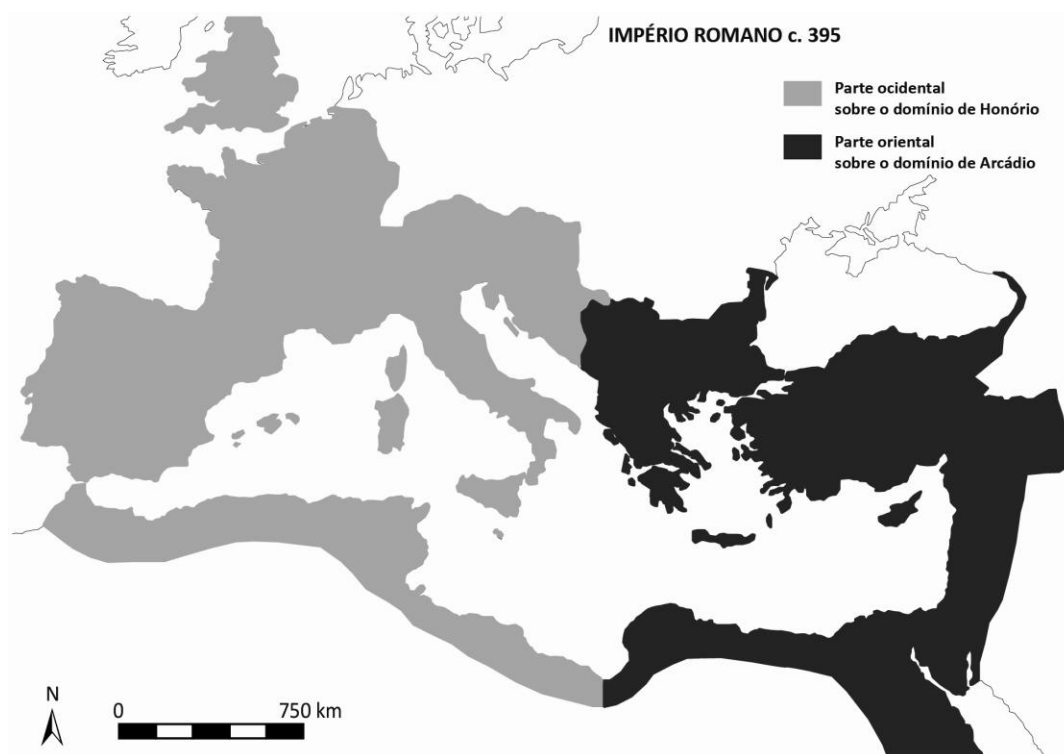 IMPÉRIO ROMANO c. 395
Parte ocidental
sobre o domínio de Honório
Parte oriental
sobre o domínio de Arcádio
N
0 750 km